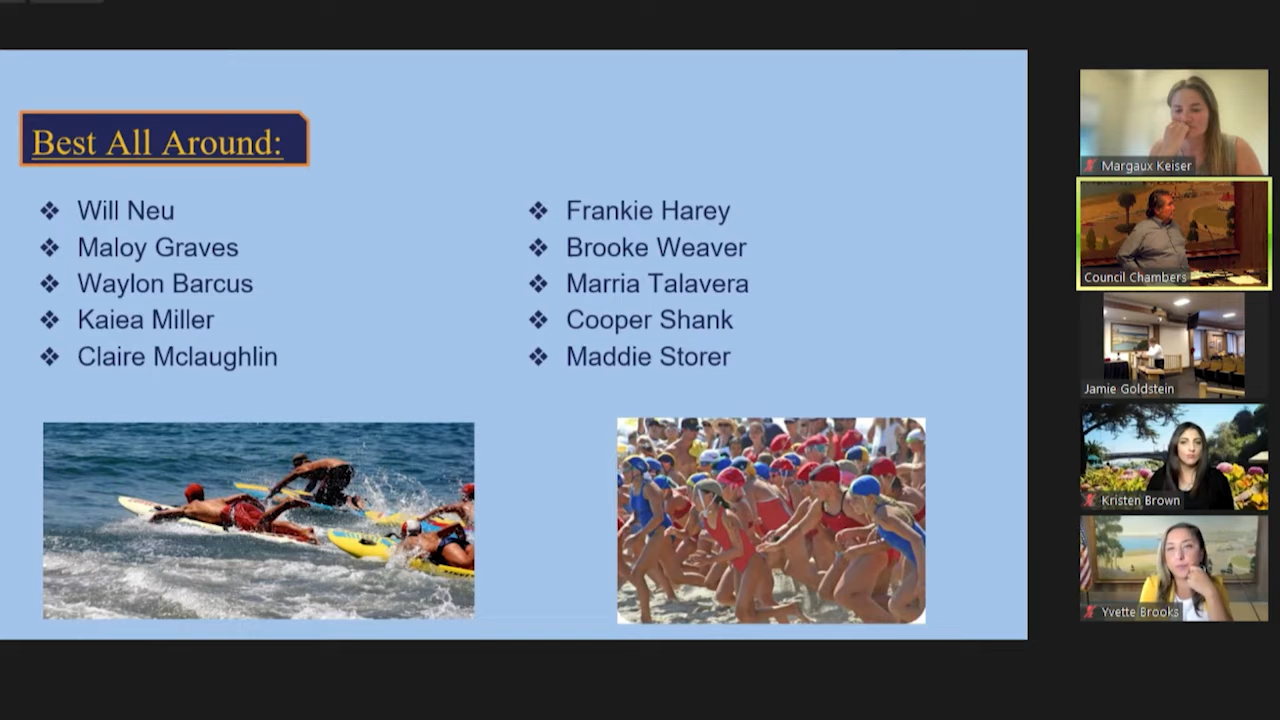 Best All Around:
❖ Will Neu
❖ Maloy Graves
❖ Waylon Barcus
❖ Kaiea Miller
❖ Claire Mclaughlin
❖ Frankie Harey
❖ Brooke Weaver
❖ Marria Talavera
❖ Cooper Shank
❖ Maddie Storer
Margaux Keiser
Council Chambers
Jamie Goldstein
Kristen Brown
Yvette Brooks